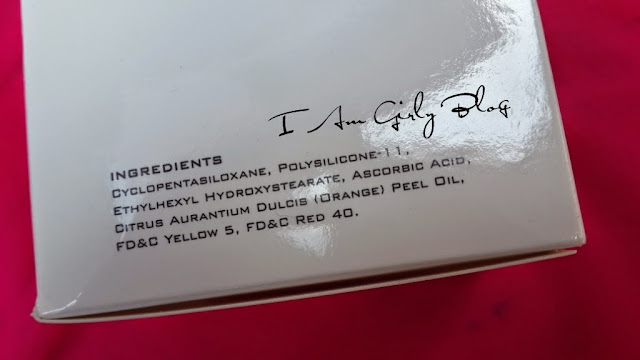 I Am Girly Blog
INGREDIENTS
CYCLOPENTASILOXANE, POLYSILICONE-11,
ETHYLHEXYL HYDROXYSTEARATE, ASCORBIC ACID,
CITRUS AURANTIUM DULCIS (ORANGE) PEEL OIL,
FD&C YELLOW 5, FD&C RED 40.